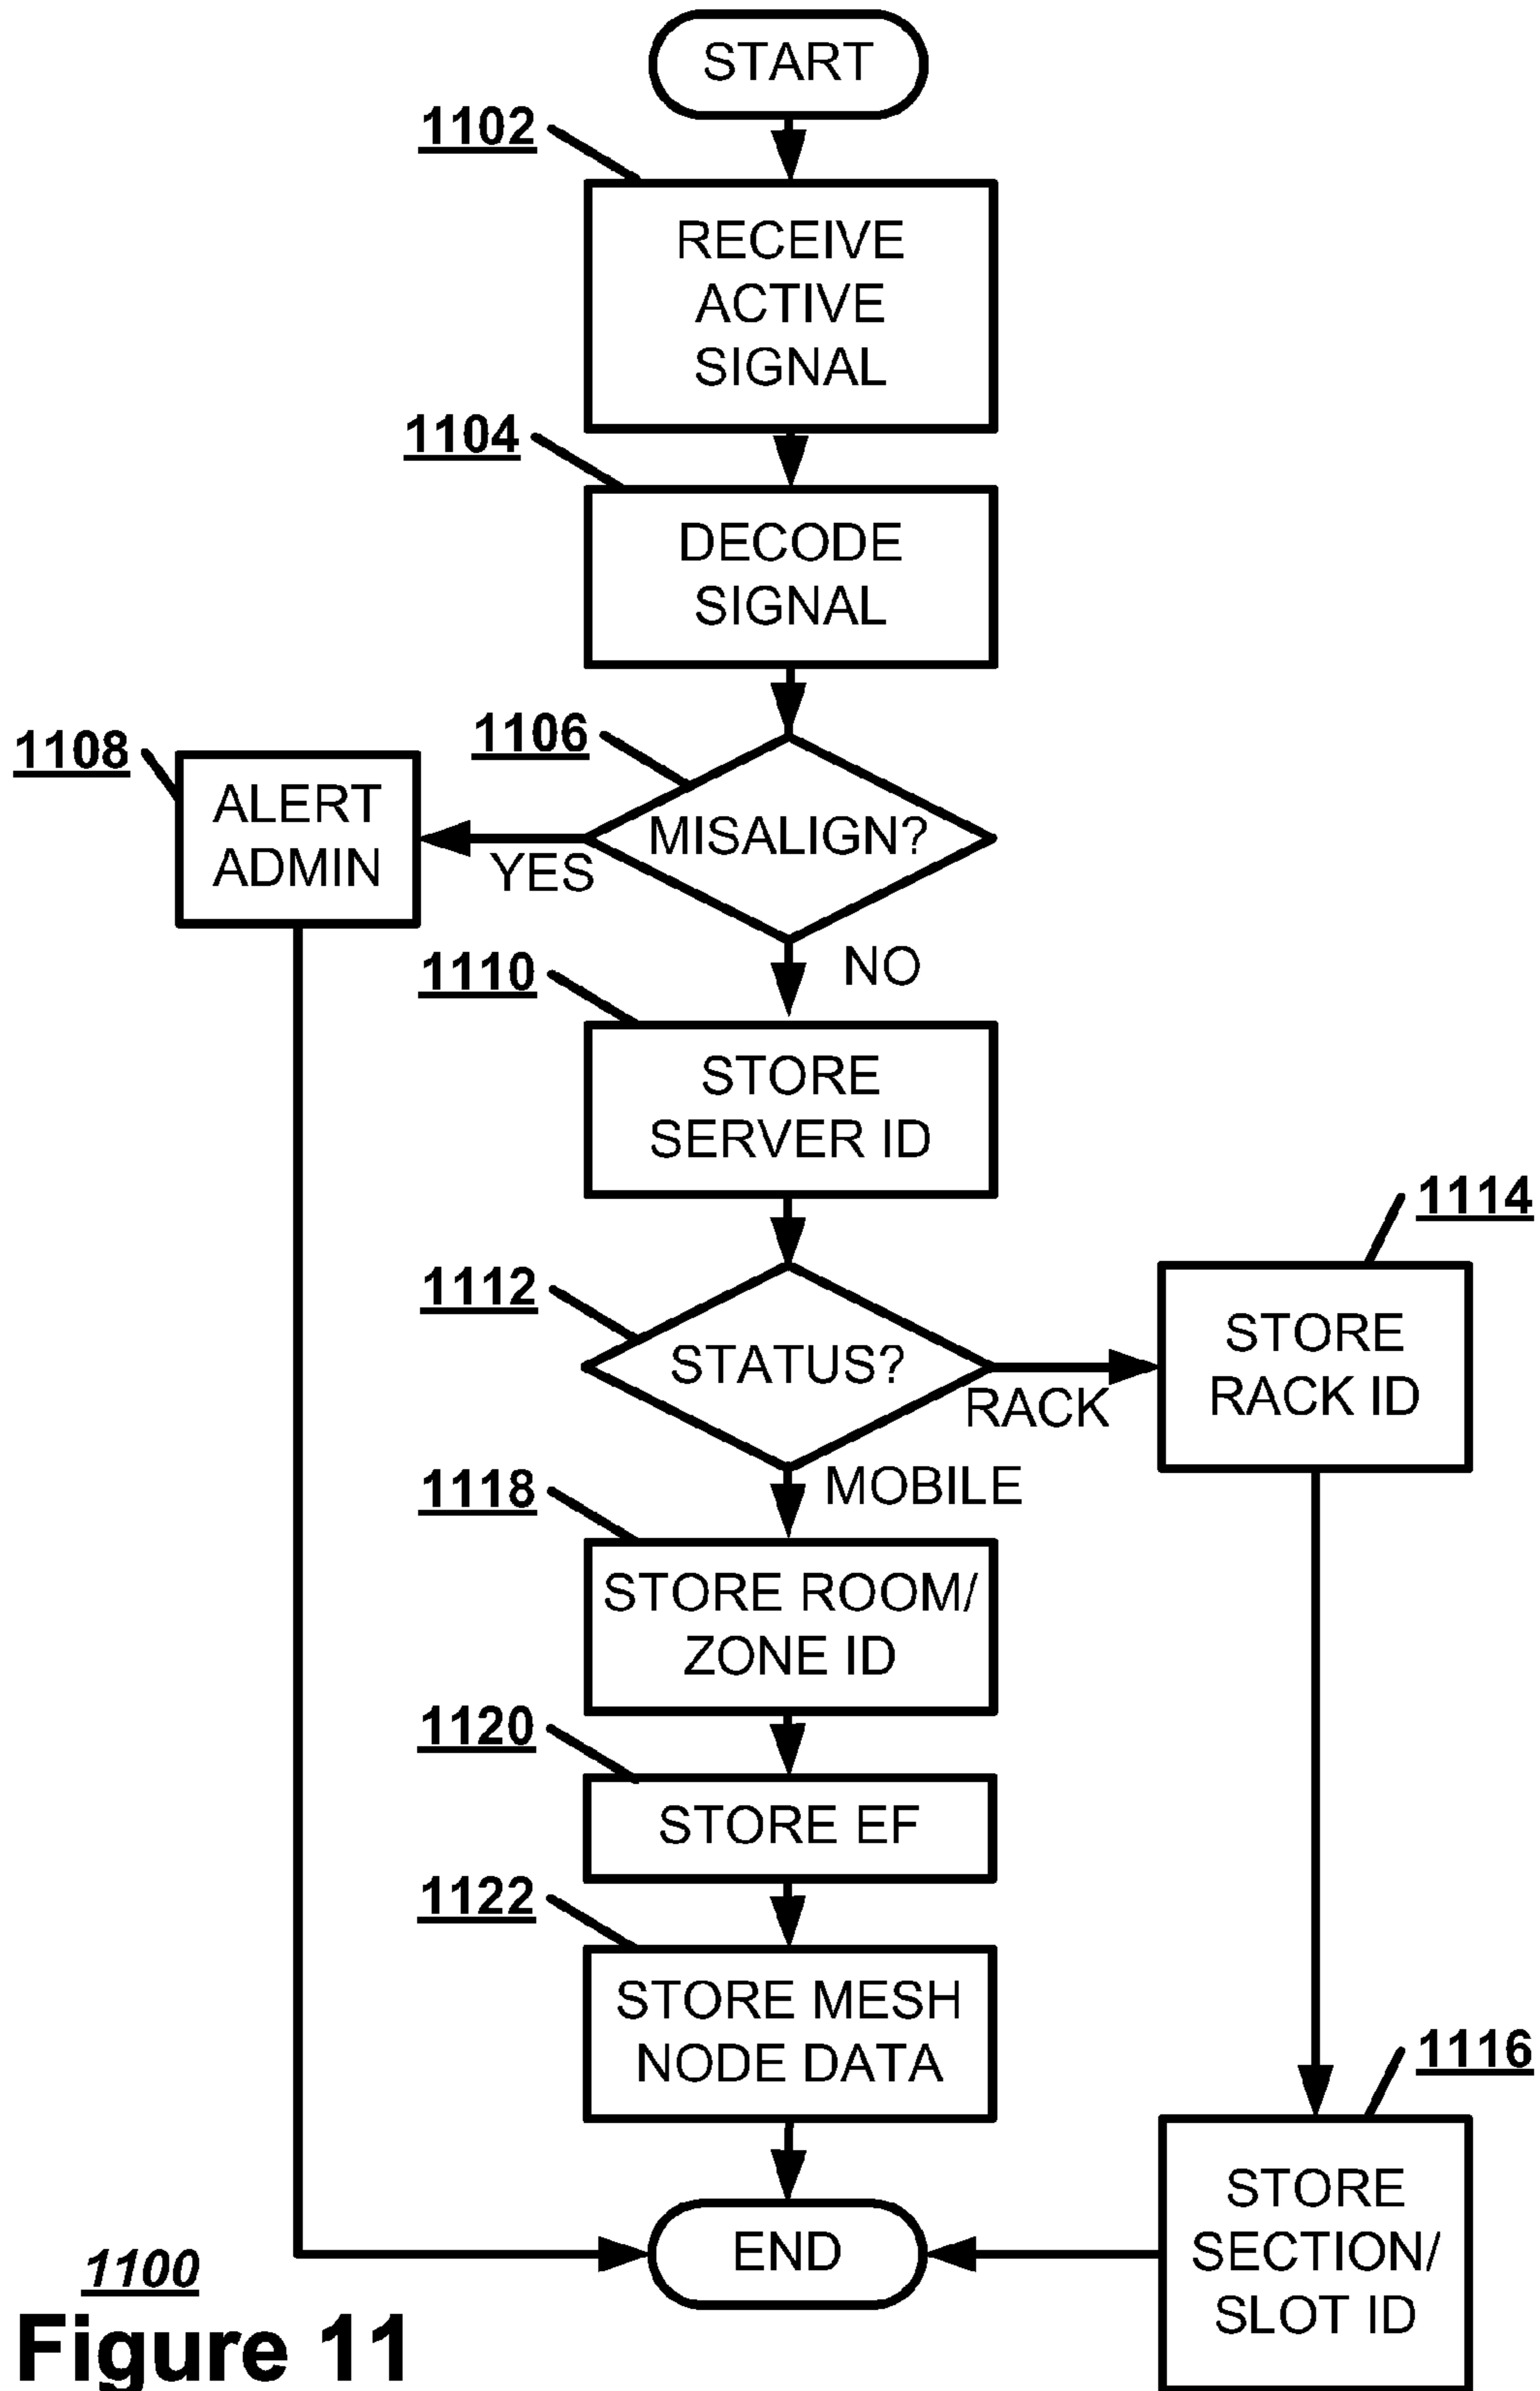 START
1102
RECEIVE
ACTIVE
SIGNAL
1104
DECODE
SIGNAL
1106
MISALIGN?
1108
ALERT
ADMIN
YES
NO
1110
STORE
SERVER ID
1112
STATUS?
RACK
1114
STORE
RACK ID
MOBILE
1118
STORE ROOM/
ZONE ID
1120
STORE EF
1122
STORE MESH
NODE DATA
1116
STORE
SECTION/
SLOT ID
END
1100
Figure 11